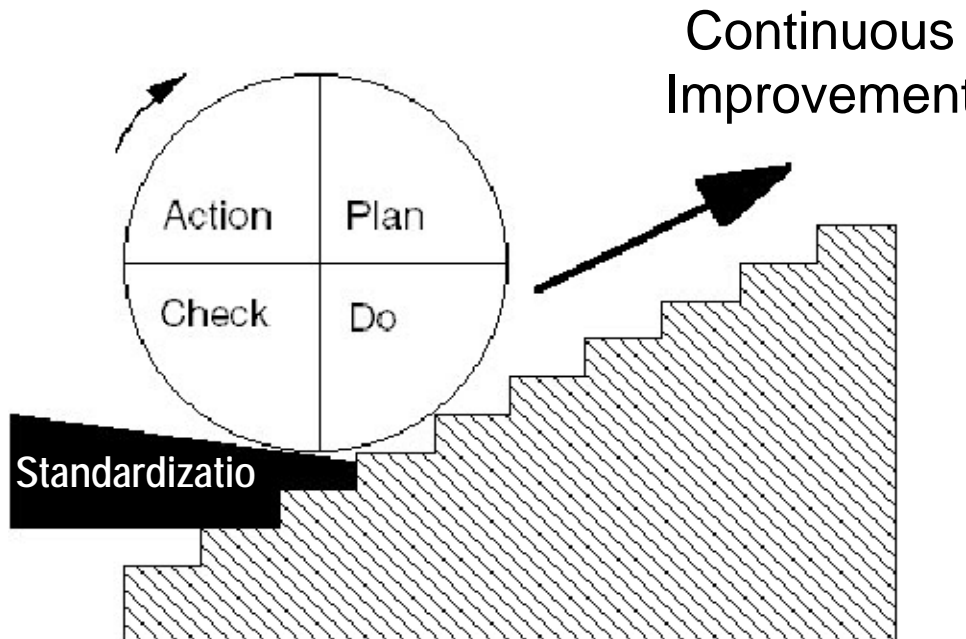 Continuous
Improvement
Action
Plan
Check
Do
Standardizatio